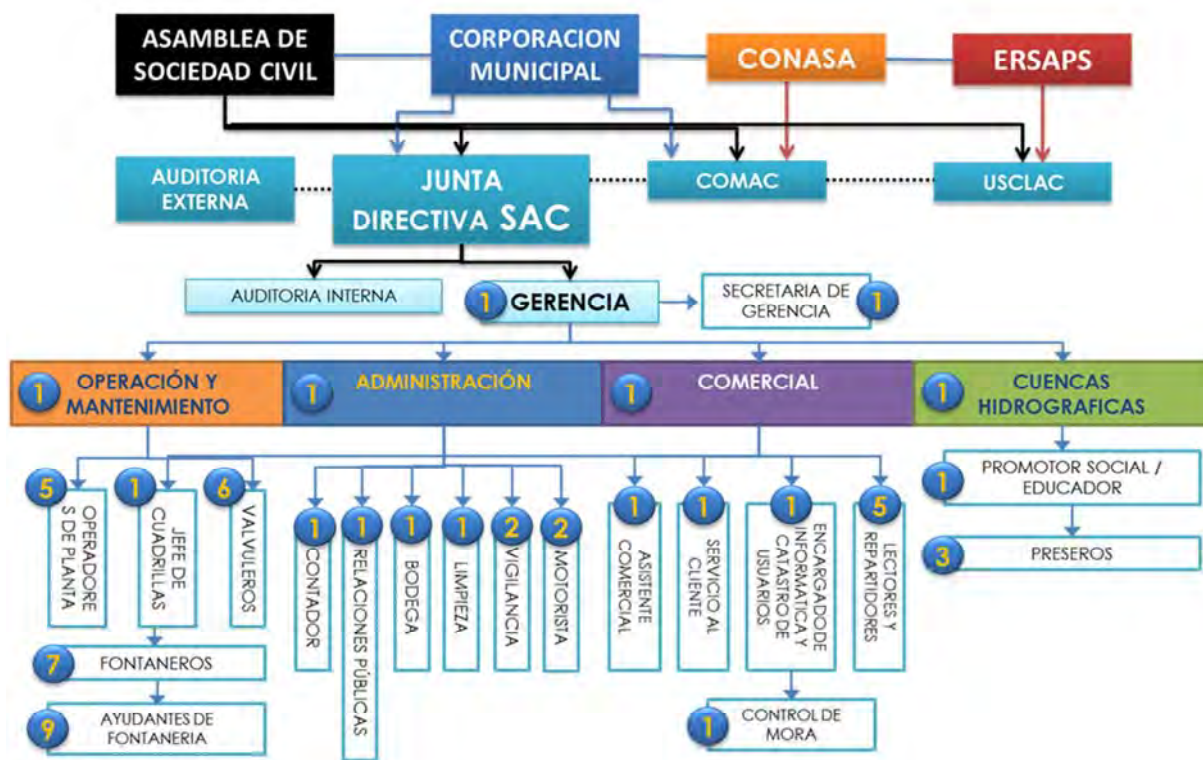 ASAMBLEA DE
SOCIEDAD CIVIL
CORPORACION
MUNICIPAL
CONASA
ERSAPS
AUDITORIA
EXTERNA
JUNTA
DIRECTIVA SAC
COMAC
USCLAC
AUDITORIA INTERNA
1
GERENCIA
SECRETARIA DE
GERENCIA
1
1
OPERACIÓN Y
MANTENIMIENTO
1
ADMINISTRACIÓN
1
COMERCIAL
1
CUENCAS
HIDROGRAFICAS
5
OPERADORE
S DE PLANTA
1
JEFE DE
CUADRILLAS
6
VALVULEROS
7
FONTANEROS
9
AYUDANTES DE
FONTANERIA
1
CONTADOR
1
RELACIONES PÚBLICAS
1
BODEGA
1
LIMPIEZA
2
VIGILANCIA
2
MOTORISTA
1
ASISTENTE
COMERCIAL
1
SERVICIO AL
CLIENTE
1
ENCARGADO DE
INFORMATICA Y
CATASTRO DE
USUARIOS
5
LECTORES Y
REPARTIDORES
1
CONTROL DE
MORA
1
PROMOTOR SOCIAL /
EDUCADOR
3
PRESEROS